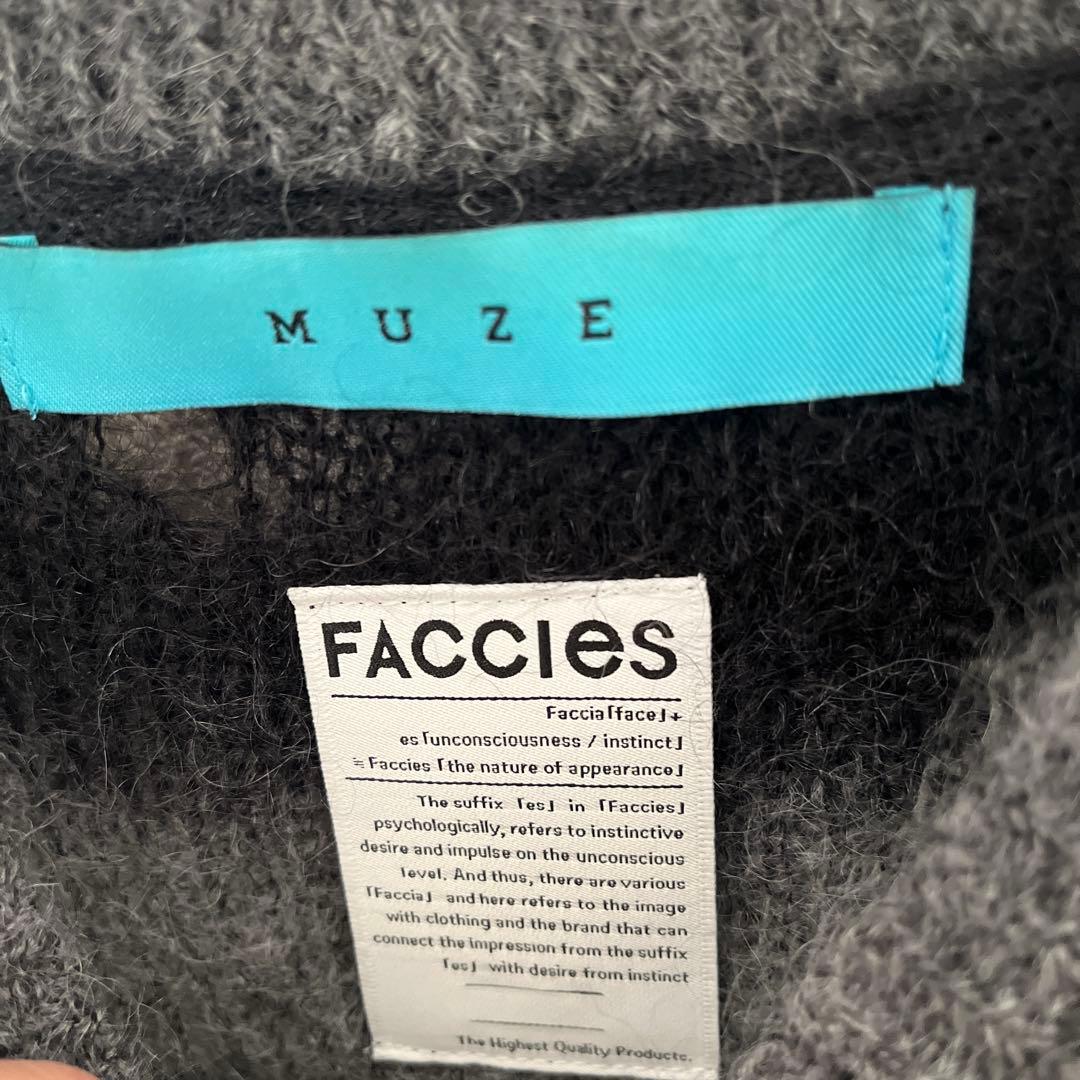 MUZE
FACCIes
Faccia「face」+
es「unconsciousness / instinct」
≒ Faccies 「the nature of appearance」
The suffix 「es」 in 「Faccies」
psychologically, refers to instinctive
desire and impulse on the unconscious
level. And thus, there are various
「Faccia」 and here refers to the image
with clothing and the brand that can
connect the impression from the suffix
「es」 with desire from instinct
The Highest Quality Products.